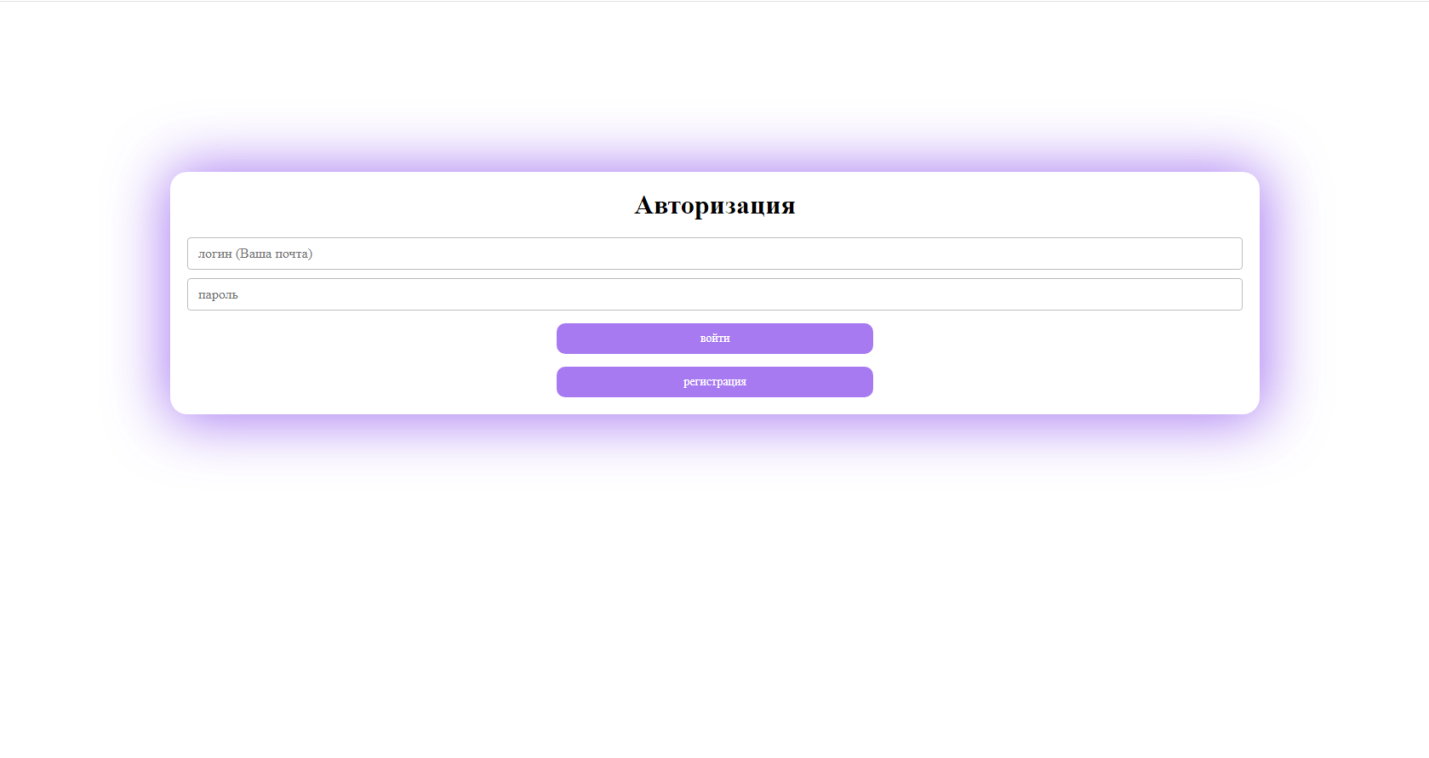 Авторизация
логин (Ваша почта)
пароль
войти
регистрация